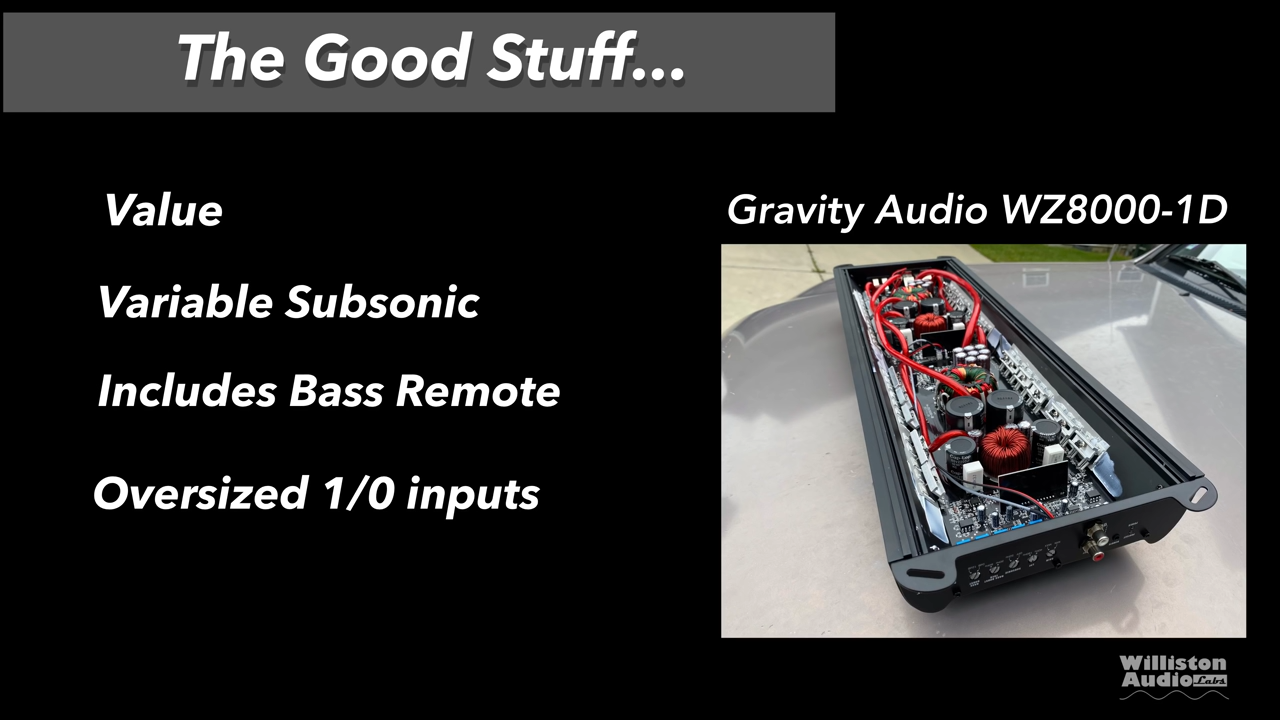 The Good Stuff...
Value
Variable Subsonic
Includes Bass Remote
Oversized 1/0 inputs
Gravity Audio WZ8000-1D
Williston
Audio Labs